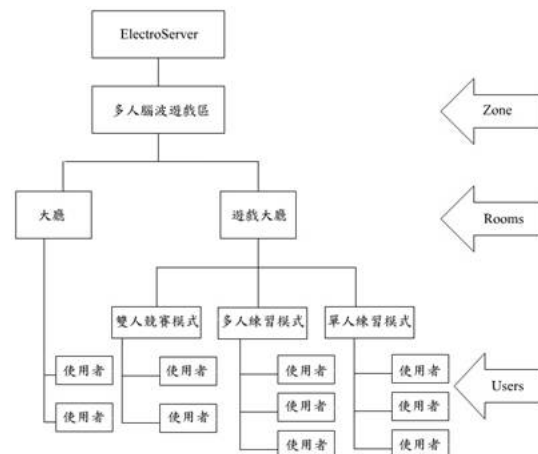 ElectroServer
多人腦波遊戲區
Zone
大廳
遊戲大廳
Rooms
雙人競賽模式
多人練習模式
單人練習模式
使用者
使用者
使用者
使用者
Users
使用者
使用者
使用者
使用者
使用者
使用者